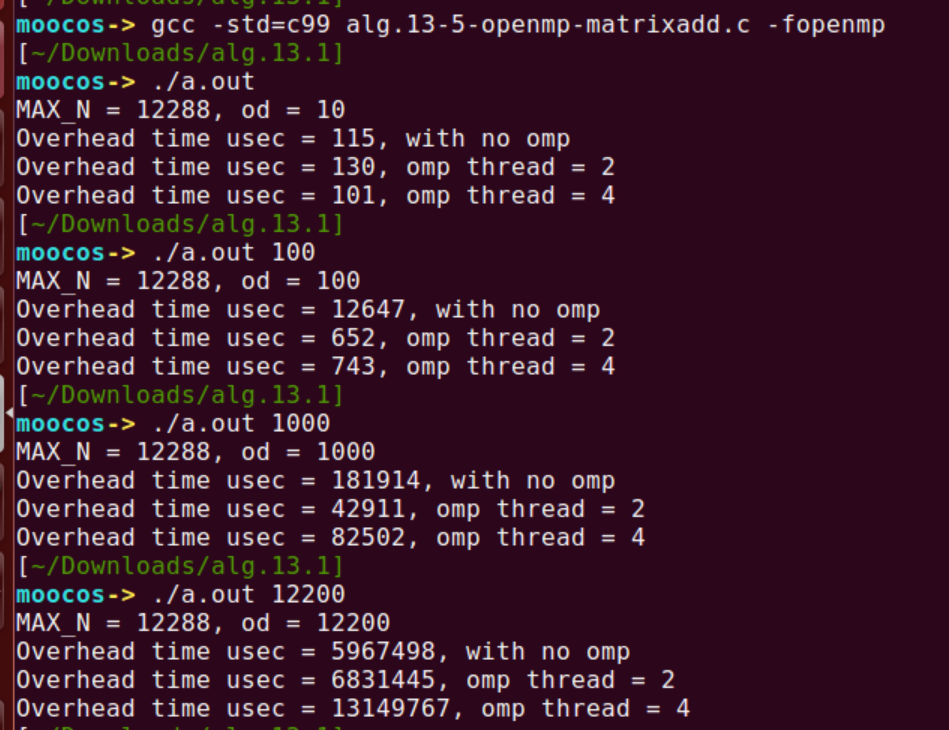 moocos-> gcc -std=c99 alg.13-5-openmp-matrixadd.c -fopenmp
[~/Downloads/alg.13.1]
moocos-> ./a.out
MAX_N = 12288, od = 10
Overhead time usec = 115, with no omp
Overhead time usec = 130, omp thread = 2
Overhead time usec = 101, omp thread = 4
[~/Downloads/alg.13.1]
moocos-> ./a.out 100
MAX_N = 12288, od = 100
Overhead time usec = 12647, with no omp
Overhead time usec = 652, omp thread = 2
Overhead time usec = 743, omp thread = 4
[~/Downloads/alg.13.1]
moocos-> ./a.out 1000
MAX_N = 12288, od = 1000
Overhead time usec = 181914, with no omp
Overhead time usec = 42911, omp thread = 2
Overhead time usec = 82502, omp thread = 4
[~/Downloads/alg.13.1]
moocos-> ./a.out 12200
MAX_N = 12288, od = 12200
Overhead time usec = 5967498, with no omp
Overhead time usec = 6831445, omp thread = 2
Overhead time usec = 13149767, omp thread = 4